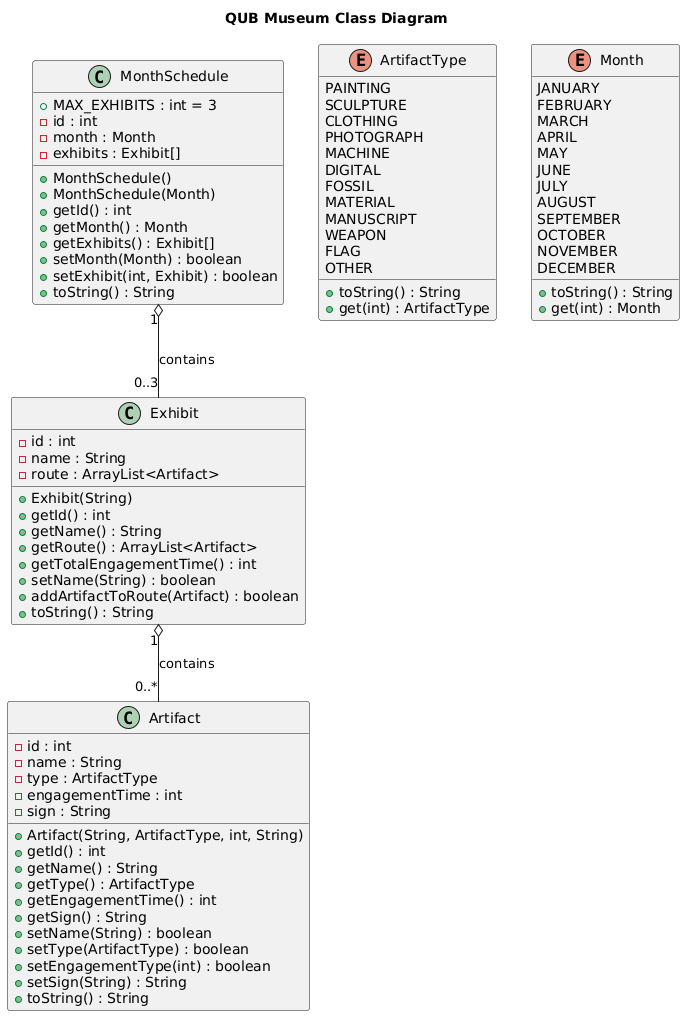 QUB Museum Class Diagram
C MonthSchedule
MAX_EXHIBITS : int = 3
id : int
month : Month
exhibits : Exhibit[]
MonthSchedule()
MonthSchedule(Month)
getId() : int
getMonth() : Month
getExhibits() : Exhibit[]
setMonth(Month) : boolean
setExhibit(int, Exhibit) : boolean
toString() : String
E ArtifactType
PAINTING
SCULPTURE
CLOTHING
PHOTOGRAPH
MACHINE
DIGITAL
FOSSIL
MATERIAL
MANUSCRIPT
WEAPON
FLAG
OTHER
toString() : String
get(int) : ArtifactType
E Month
JANUARY
FEBRUARY
MARCH
APRIL
MAY
JUNE
JULY
AUGUST
SEPTEMBER
OCTOBER
NOVEMBER
DECEMBER
toString() : String
get(int) : Month
1
contains
0..3
C Exhibit
id : int
name : String
route : ArrayList<Artifact>
Exhibit(String)
getId() : int
getName() : String
getRoute() : ArrayList<Artifact>
getTotalEngagementTime() : int
setName(String) : boolean
addArtifactToRoute(Artifact) : boolean
toString() : String
1
contains
0..*
C Artifact
id : int
name : String
type : ArtifactType
engagementTime : int
sign : String
Artifact(String, ArtifactType, int, String)
getId() : int
getName() : String
getType() : ArtifactType
getEngagementTime() : int
getSign() : String
setName(String) : boolean
setType(ArtifactType) : boolean
setEngagementType(int) : boolean
setSign(String) : String
toString() : String